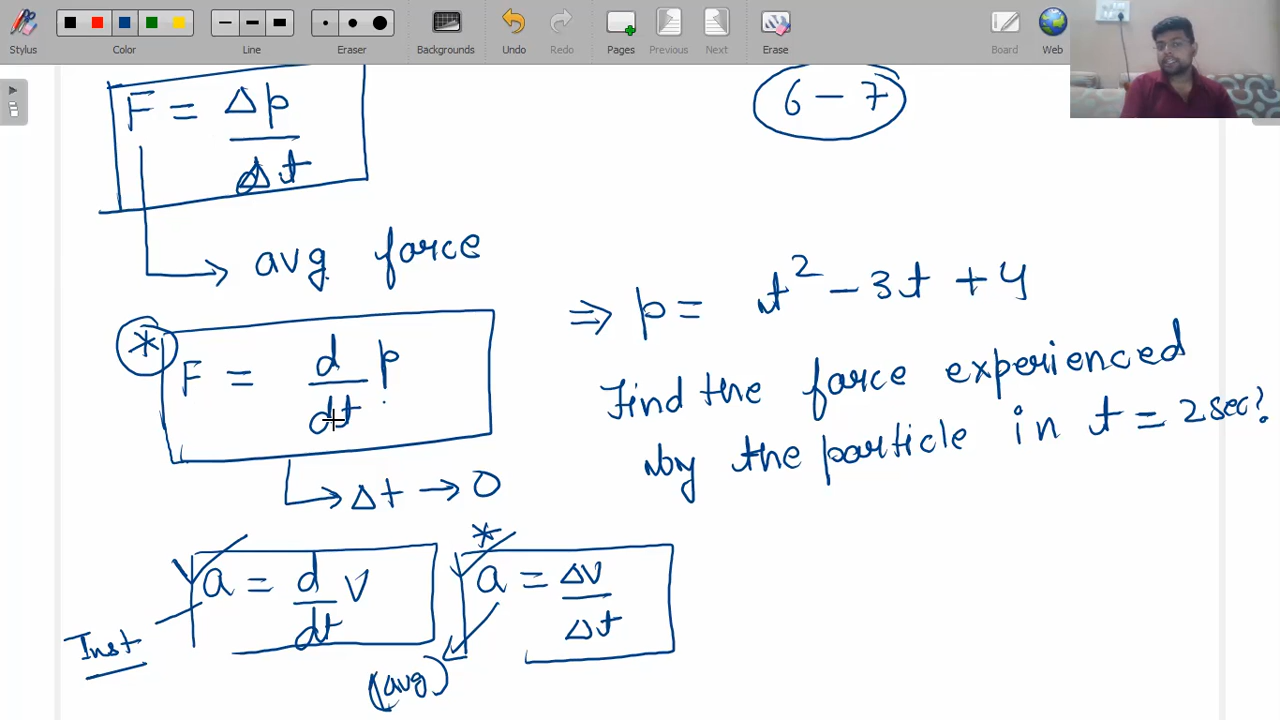 Stylus Color Line Eraser Backgrounds Undo Redo Pages Previous Next Erase Board Web
F = Δp / Δt
6 – 7
→ avg force
⇒ p = t² – 3t + 4
* F = d/dt p
Find the force experienced
by the particle in t = 2 sec?
→ Δt → 0
*
a = d/dt v
a = Δv / Δt
Inst
(avg)